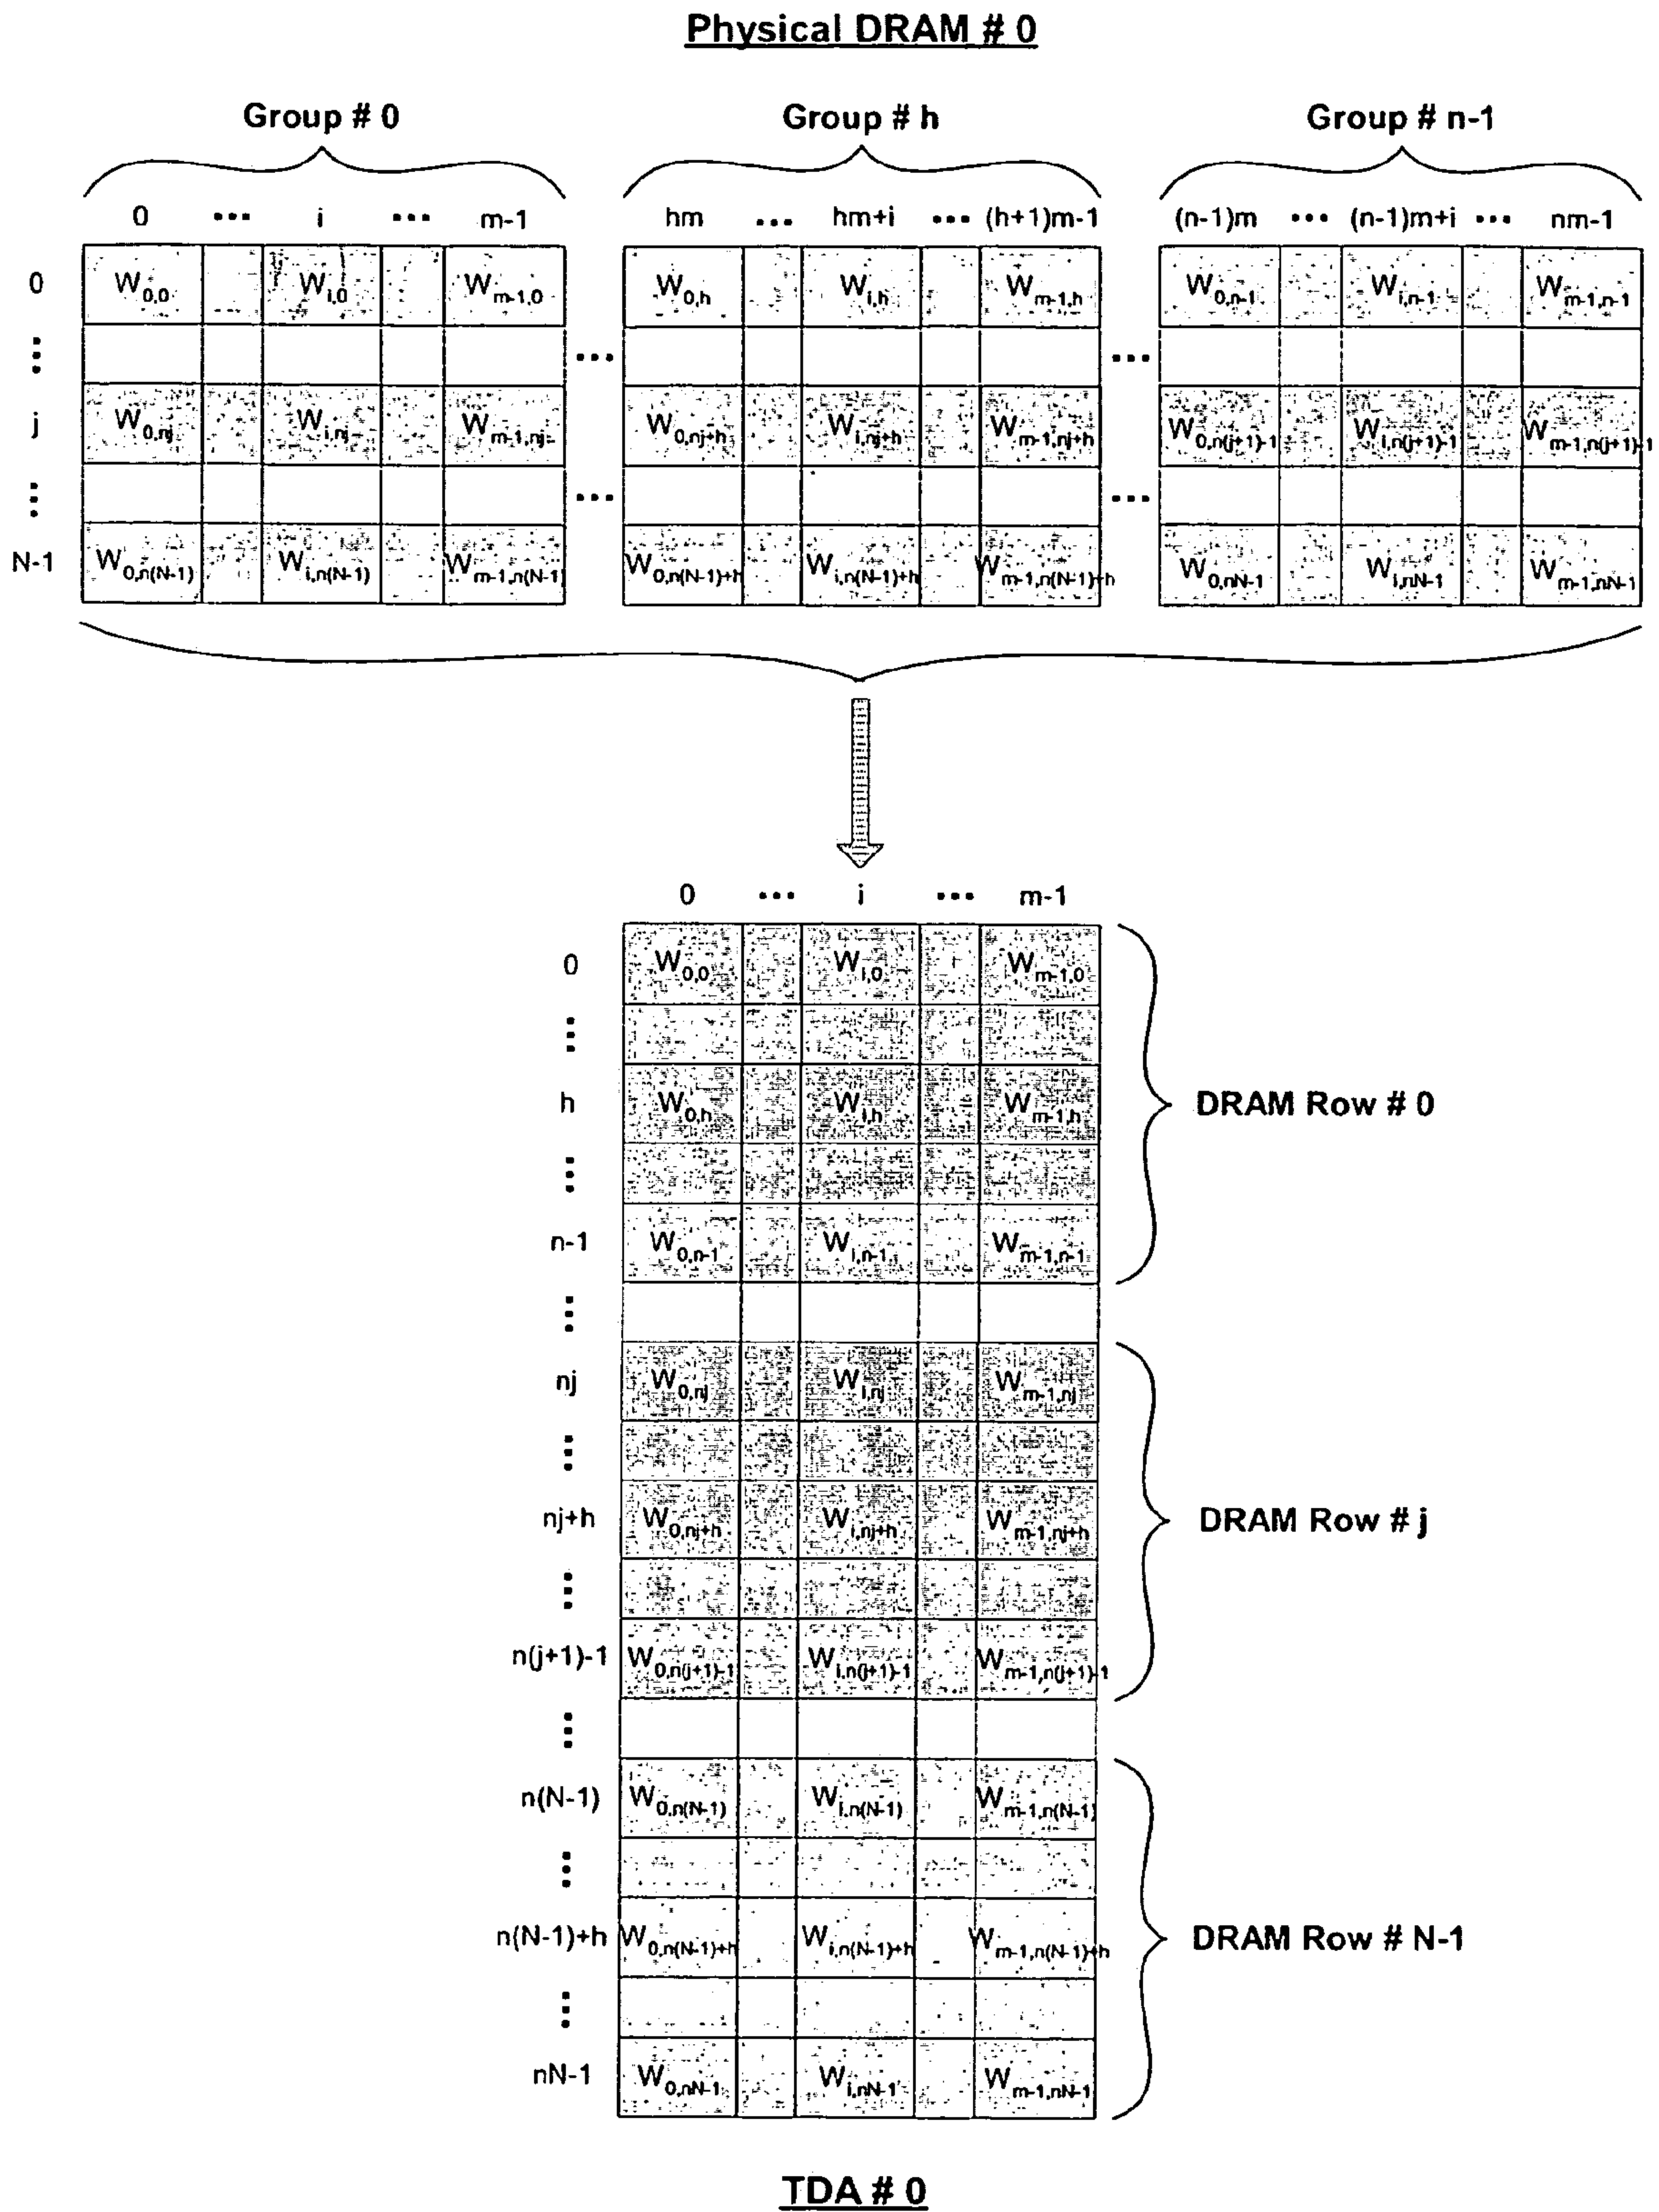 Physical DRAM # 0
Group # 0 Group # h Group # n-1
0 ... i ... m-1 hm ... hm+i ... (h+1)m-1 (n-1)m ... (n-1)m+i ... nm-1
0 W0,0 Wi,0 Wm-1,0 W0,h Wi,h Wm-1,h W0,n-1 Wi,n-1 Wm-1,n-1
... ... ...
j W0,nj Wi,nj Wm-1,nj W0,nj+h Wi,nj+h Wm-1,nj+h W0,n(j+1)-1 Wi,n(j+1)-1 Wm-1,n(j+1)-1
... ... ...
N-1 W0,n(N-1) Wi,n(N-1) Wm-1,n(N-1) W0,n(N-1)+h Wi,n(N-1)+h Wm-1,n(N-1)+h W0,nN-1 Wi,nN-1 Wm-1,nN-1
0 ... i ... m-1
0 W0,0 Wi,0 Wm-1,0
...
h W0,h Wi,h Wm-1,h DRAM Row # 0
...
n-1 W0,n-1 Wi,n-1 Wm-1,n-1
...
nj W0,nj Wi,nj Wm-1,nj
...
nj+h W0,nj+h Wi,nj+h Wm-1,nj+h DRAM Row # j
...
n(j+1)-1 W0,n(j+1)-1 Wi,n(j+1)-1 Wm-1,n(j+1)-1
...
n(N-1) W0,n(N-1) Wi,n(N-1) Wm-1,n(N-1)
...
n(N-1)+h W0,n(N-1)+h Wi,n(N-1)+h Wm-1,n(N-1)+h DRAM Row # N-1
...
nN-1 W0,nN-1 Wi,nN-1 Wm-1,nN-1
TDA # 0